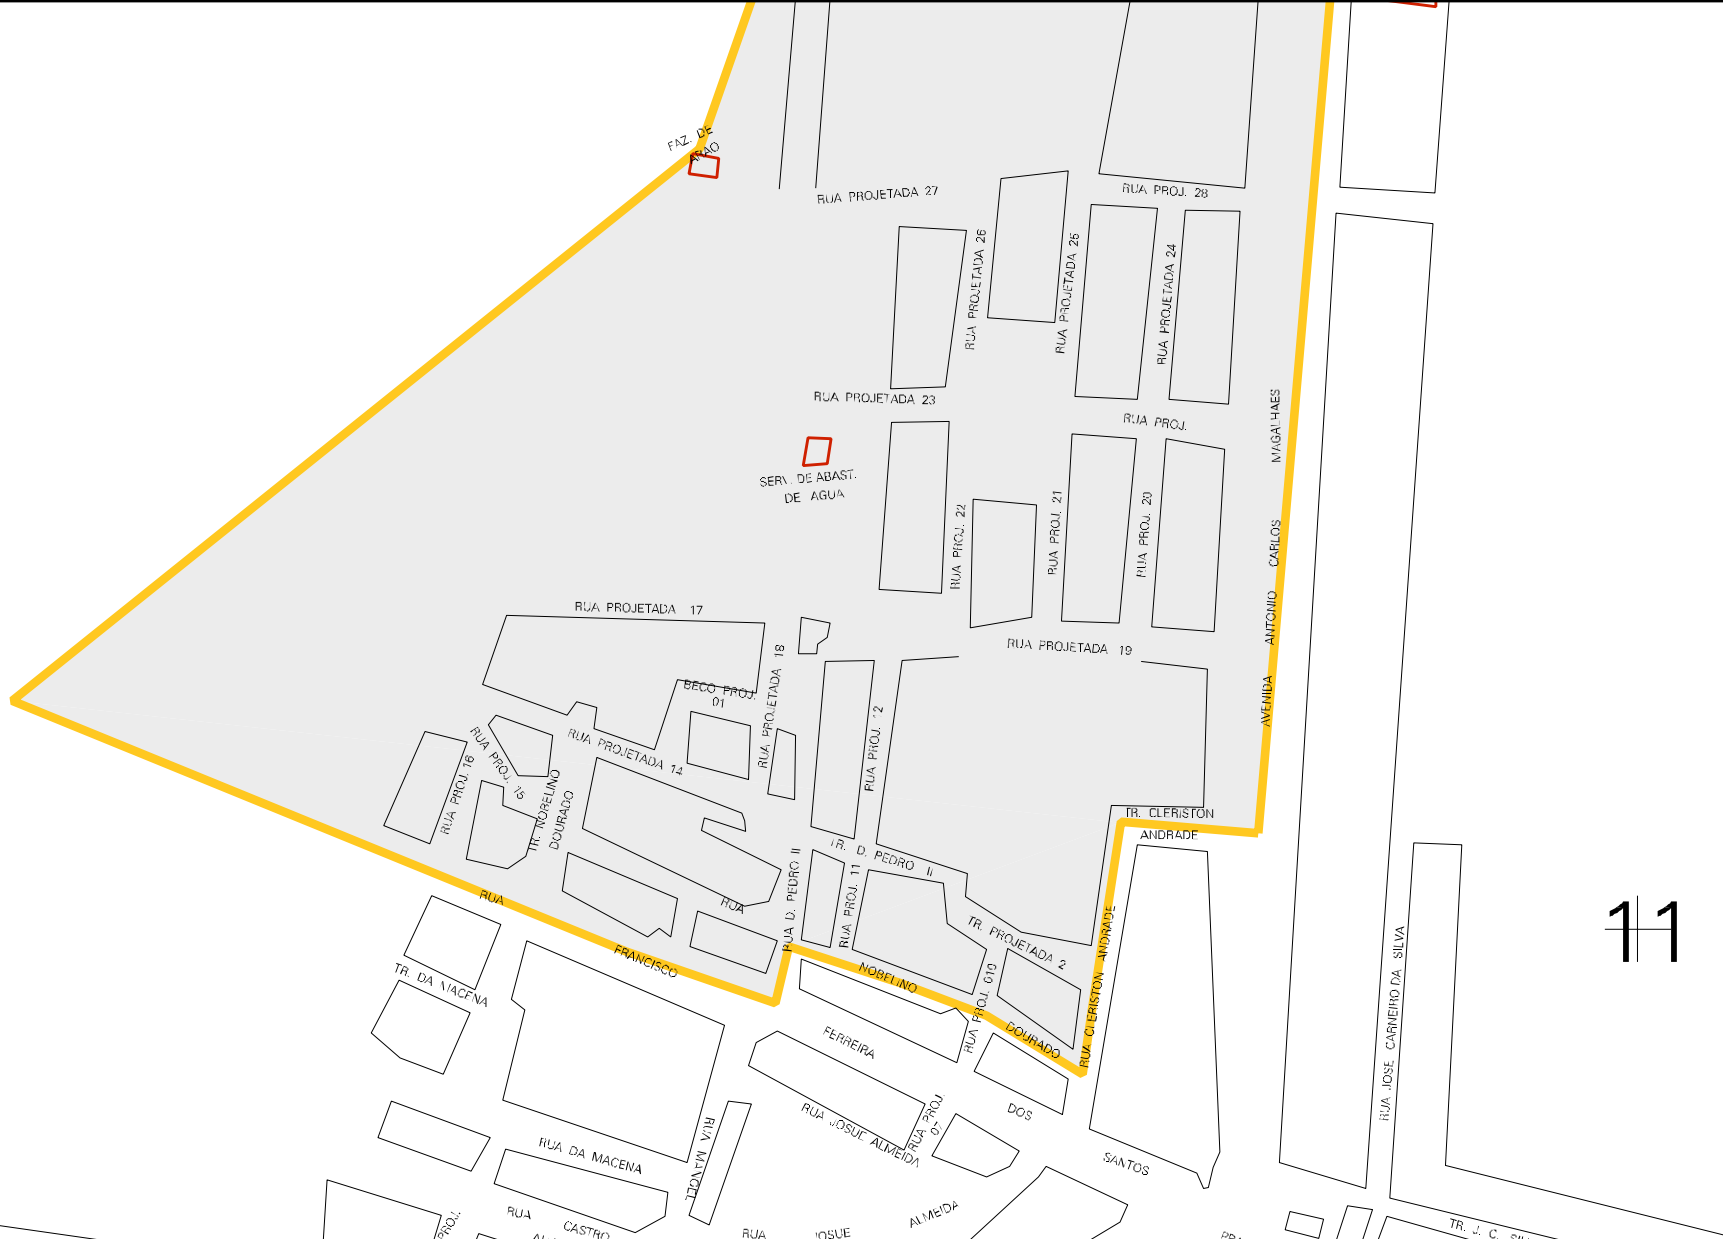 FAZ. DE
ARAO
RUA PROJETADA 27
RUA PROJ. 28
RUA PROJETADA 26
RUA PROJETADA 25
RUA PROJETADA 24
RUA PROJETADA 23
RUA PROJ.
SERV. DE ABAST.
DE AGUA
RUA PROJ. 22
RUA PROJ. 21
RUA PROJ. 20
AVENIDA ANTONIO CARLOS MAGALHAES
RUA PROJETADA 17
RUA PROJETADA 19
RUA PROJETADA 18
BECO PROJ.
01
RUA PROJ. 12
RUA PROJETADA 14
RUA PROJ. 15
RUA PROJ. 16
TR. NORELINO
DOURADO
TR. CLERISTON
ANDRADE
TR. D. PEDRO II
RUA D. PEDRO II
RUA PROJ. 11
RUA
RUA FRANCISCO
NOBELINO
DOURADO
TR. PROJETADA 2
RUA PROJ. 010
RUA CLERISTON ANDRADE
11
RUA JOSE CARNEIRO DA SILVA
TR. DA MACENA
FERREIRA
DOS
SANTOS
RUA JOSUE ALMEIDA
RUA PROJ.
07
RUA MANOEL
RUA DA MACENA
RUA
CASTRO
PROJ.
RUA JOSUE ALMEIDA
TR. J. C.